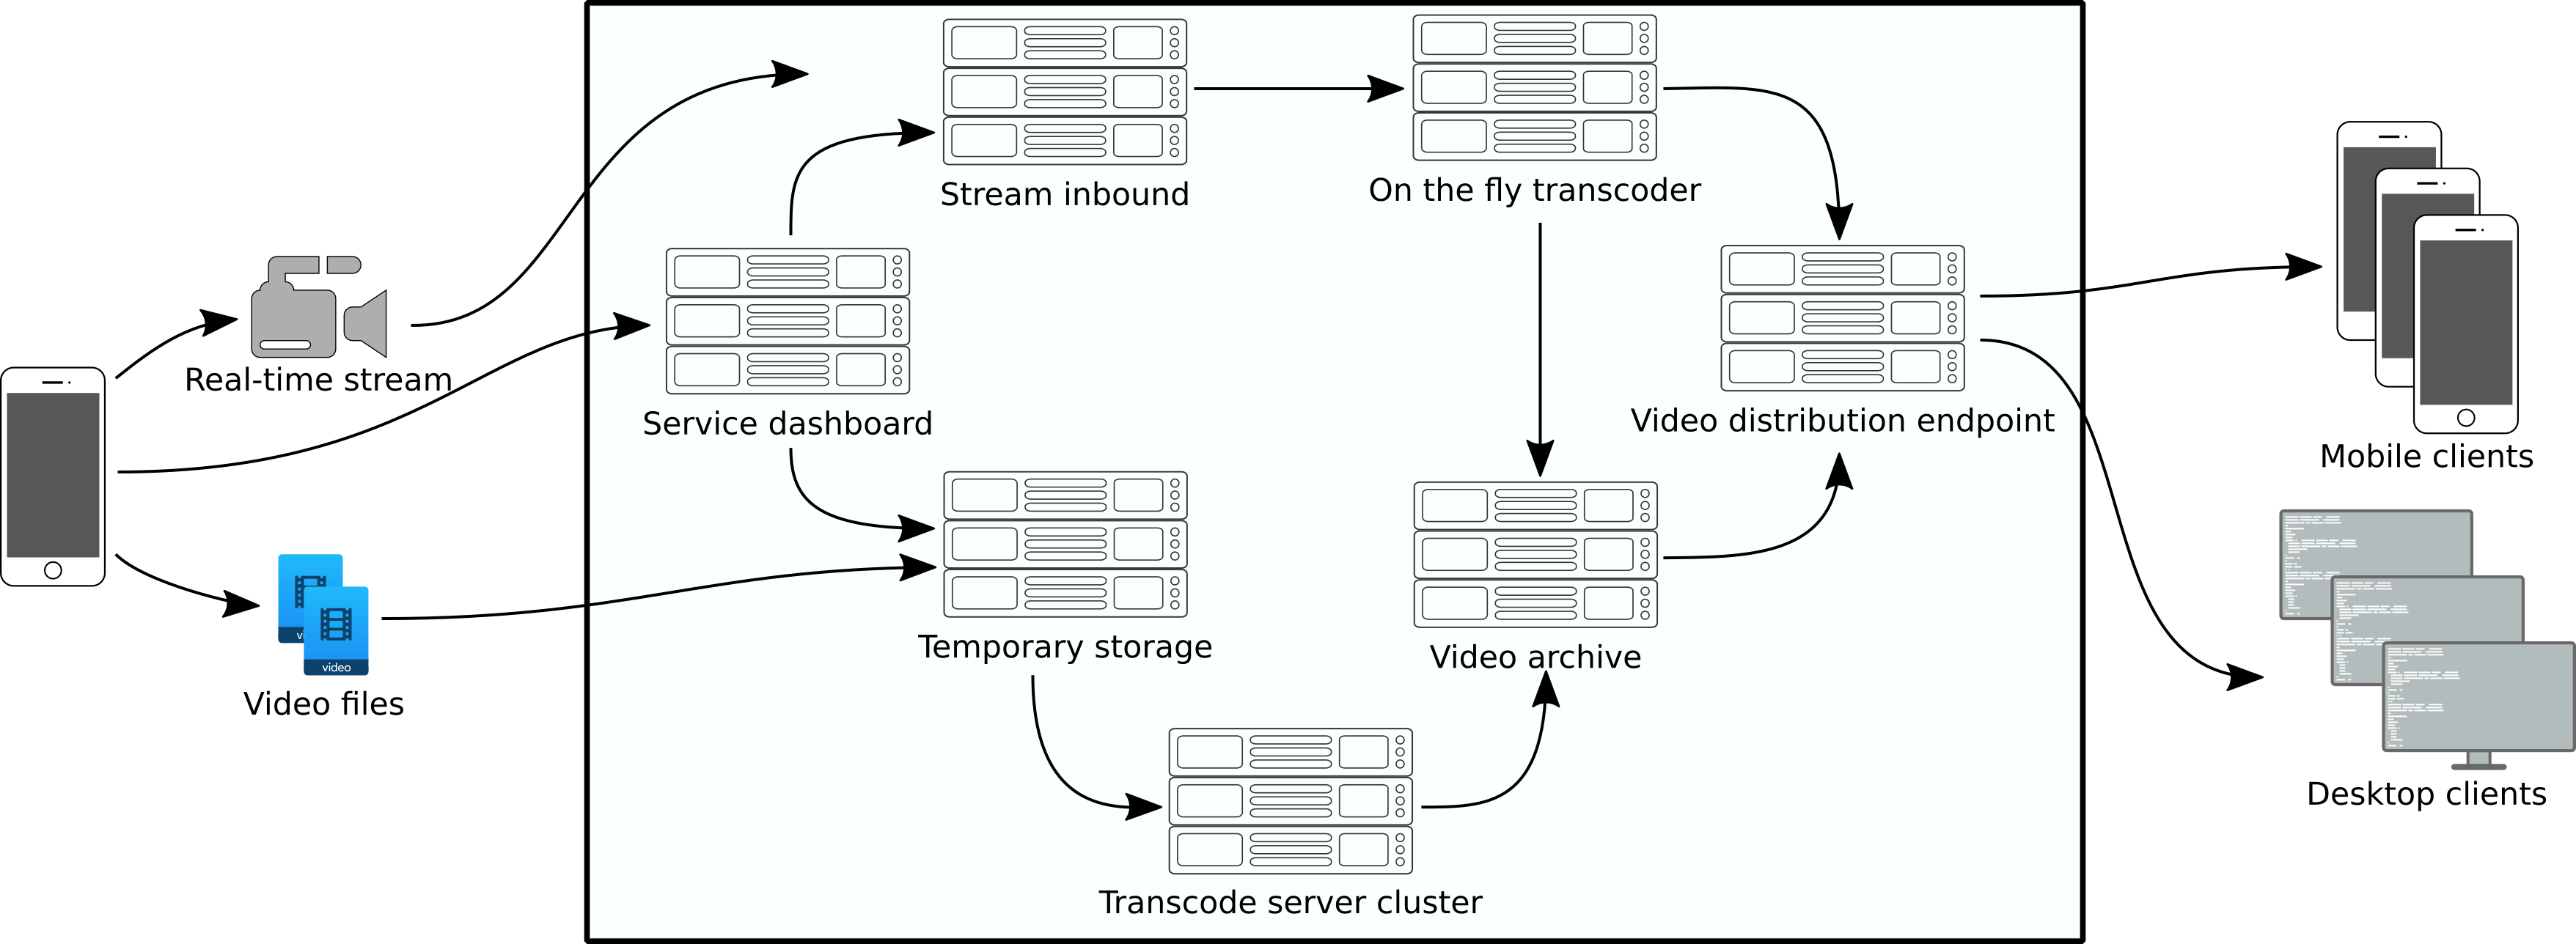 Stream inbound
On the fly transcoder
Real-time stream
Service dashboard
Video distribution endpoint
Mobile clients
Temporary storage
Video archive
video
Video files
Desktop clients
Transcode server cluster